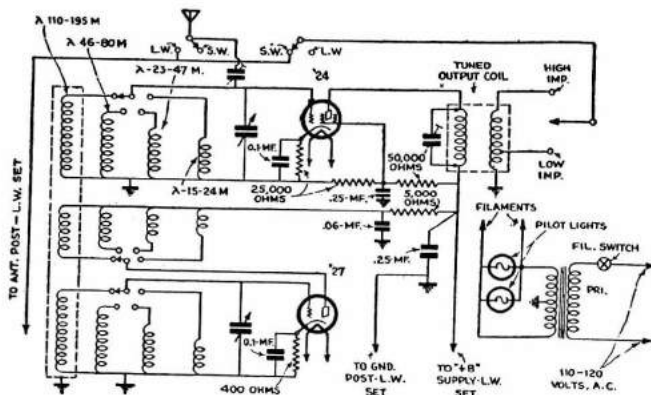 λ 110-195 M
λ 46-80 M
λ-23-47 M.
L.W.
S.W.
S.W.
L.W
'24
TUNED
OUTPUT COIL
HIGH
IMP.
LOW
IMP.
0.1-MF.
λ-15-24 M
25,000
OHMS
.25-MF.
50,000
OHMS
5,000
OHMS
.06-MF.
.25-MF.
FILAMENTS
PILOT LIGHTS
FIL. SWITCH
PRI.
110-120
VOLTS, A.C.
TO ANT. POST-L.W. SET
'27
0.1-MF.
400 OHMS
TO GND.
POST-L.W.
SET
TO "+B"
SUPPLY-L.W.
SET